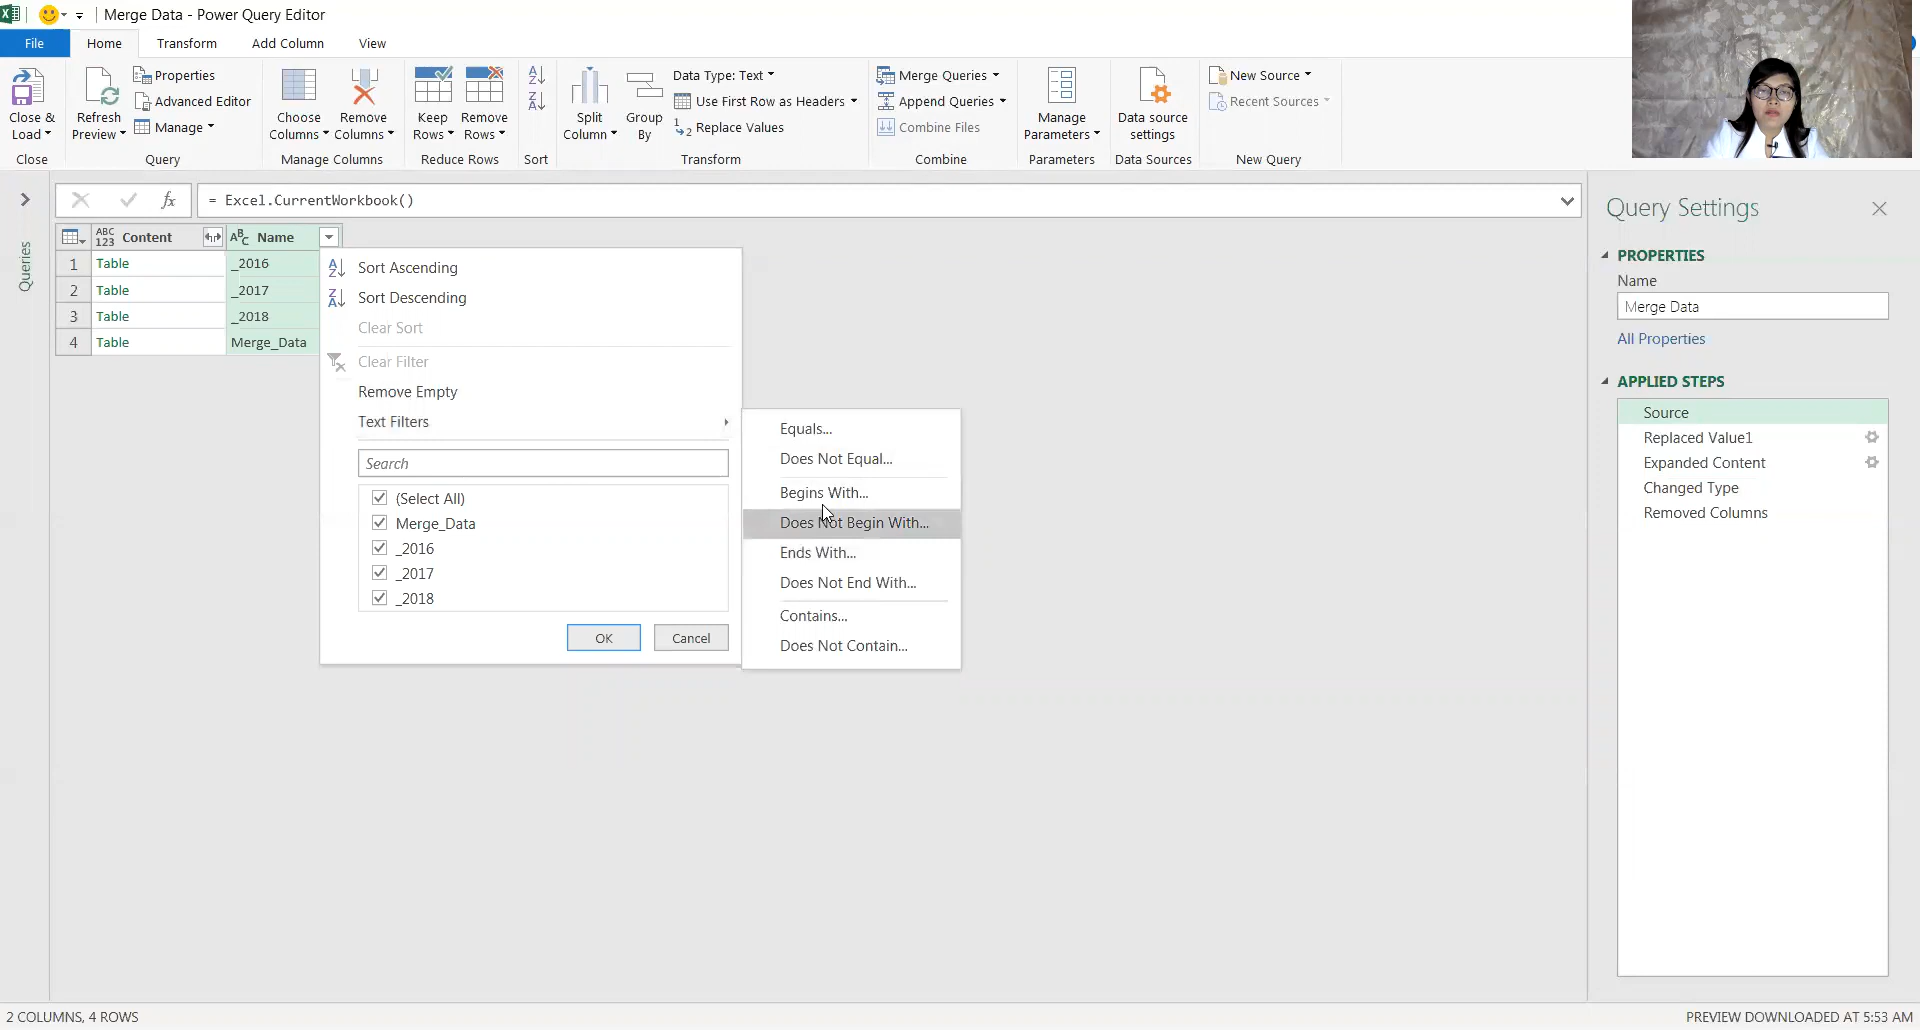 Merge Data - Power Query Editor
File Home Transform Add Column View
Close & Load
Close
Refresh Preview
Properties
Advanced Editor
Manage
Query
Choose Columns
Remove Columns
Manage Columns
Keep Rows
Remove Rows
Reduce Rows
A Z
Z A
Sort
Split Column
Group By
Data Type: Text
Use First Row as Headers
1 2 Replace Values
Transform
Merge Queries
Append Queries
Combine Files
Combine
Manage Parameters
Parameters
Data source settings
Data Sources
New Source
Recent Sources
New Query
Queries
fx = Excel.CurrentWorkbook()
ABC 123 Content ABC Name
1 Table _2016
2 Table _2017
3 Table _2018
4 Table Merge_Data
Sort Ascending
Sort Descending
Clear Sort
Clear Filter
Remove Empty
Text Filters
Search
(Select All)
Merge_Data
_2016
_2017
_2018
OK Cancel
Equals...
Does Not Equal...
Begins With...
Does Not Begin With...
Ends With...
Does Not End With...
Contains...
Does Not Contain...
Query Settings
PROPERTIES
Name
Merge Data
All Properties
APPLIED STEPS
Source
Replaced Value1
Expanded Content
Changed Type
Removed Columns
2 COLUMNS, 4 ROWS
PREVIEW DOWNLOADED AT 5:53 AM